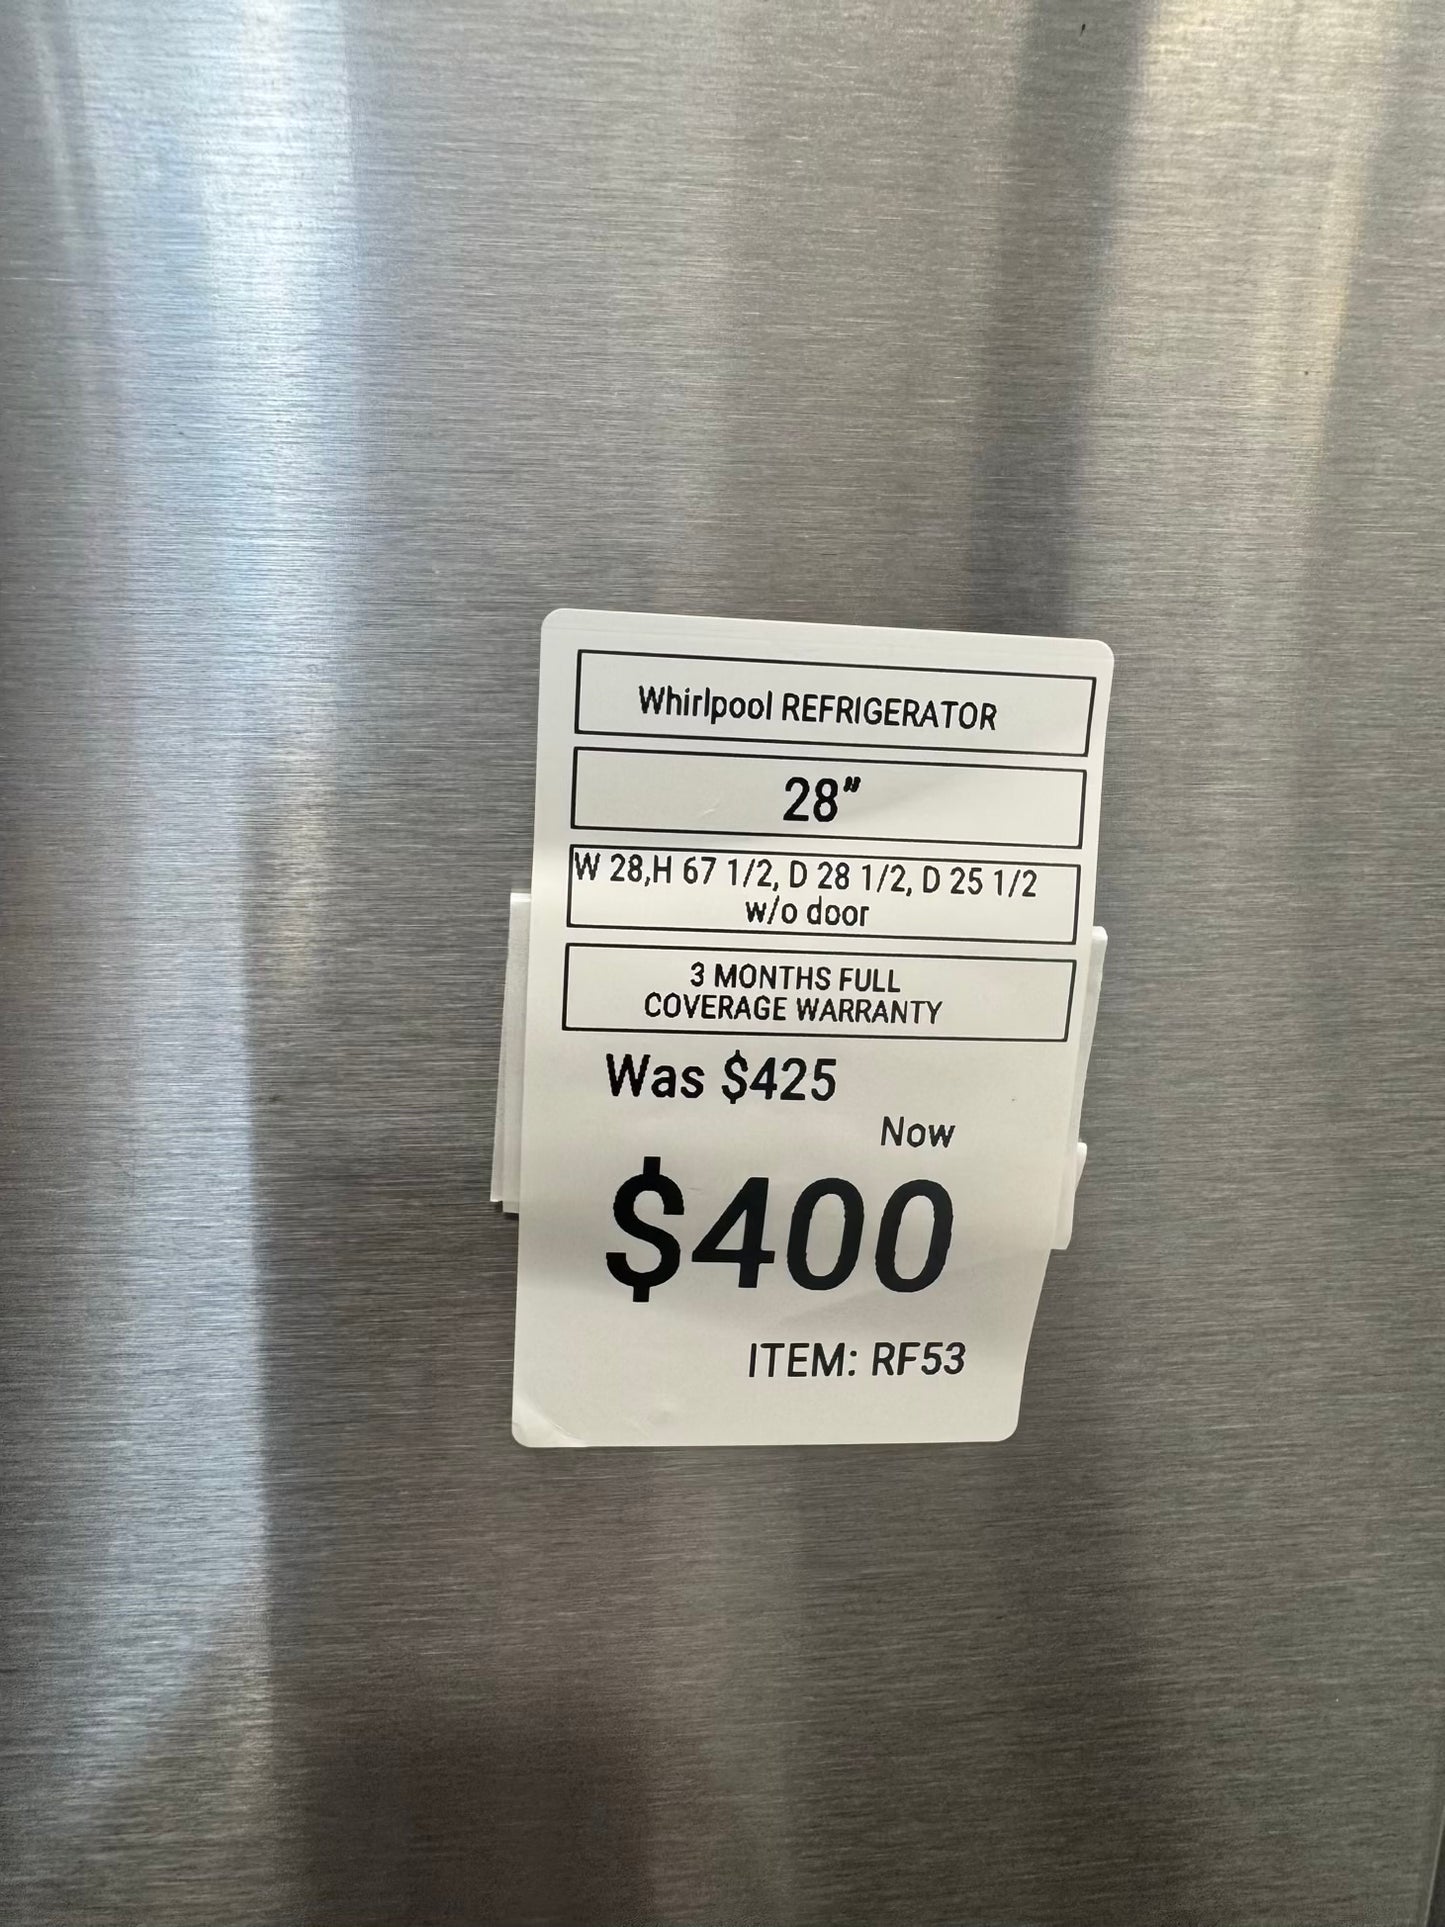 Whirlpool REFRIGERATOR
28"
W 28,H 67 1/2, D 28 1/2, D 25 1/2
w/o door
3 MONTHS FULL
COVERAGE WARRANTY
Was $425
Now
$400
ITEM: RF53